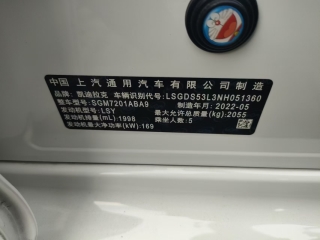 中国 上汽通用汽车有限公司制造
品牌：凯迪拉克 车辆识别代号：LSGDS53L3NH051360
整车型号：SGM7201ABA9 制造年月：2022-05
发动机型号：LSY 最大允许总质量(kg)：2055
发动机排量(mL)：1998 乘坐人数：5
发动机最大净功率(kW)：169